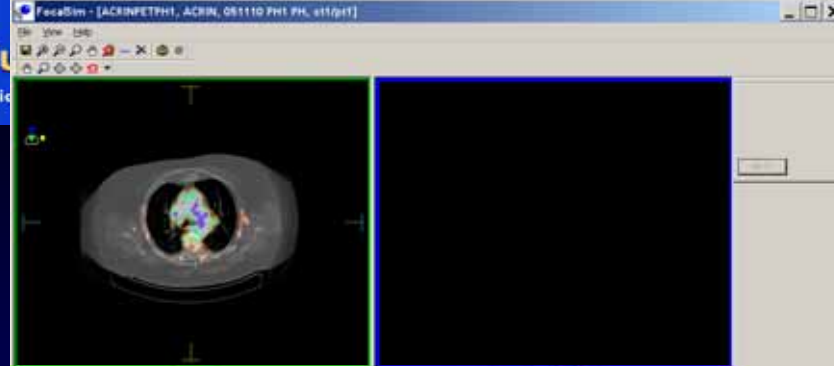 FocalSim - [ACRINPETPH1, ACRIN, 051110 PH1 PH, st1/pt1]
File View Help